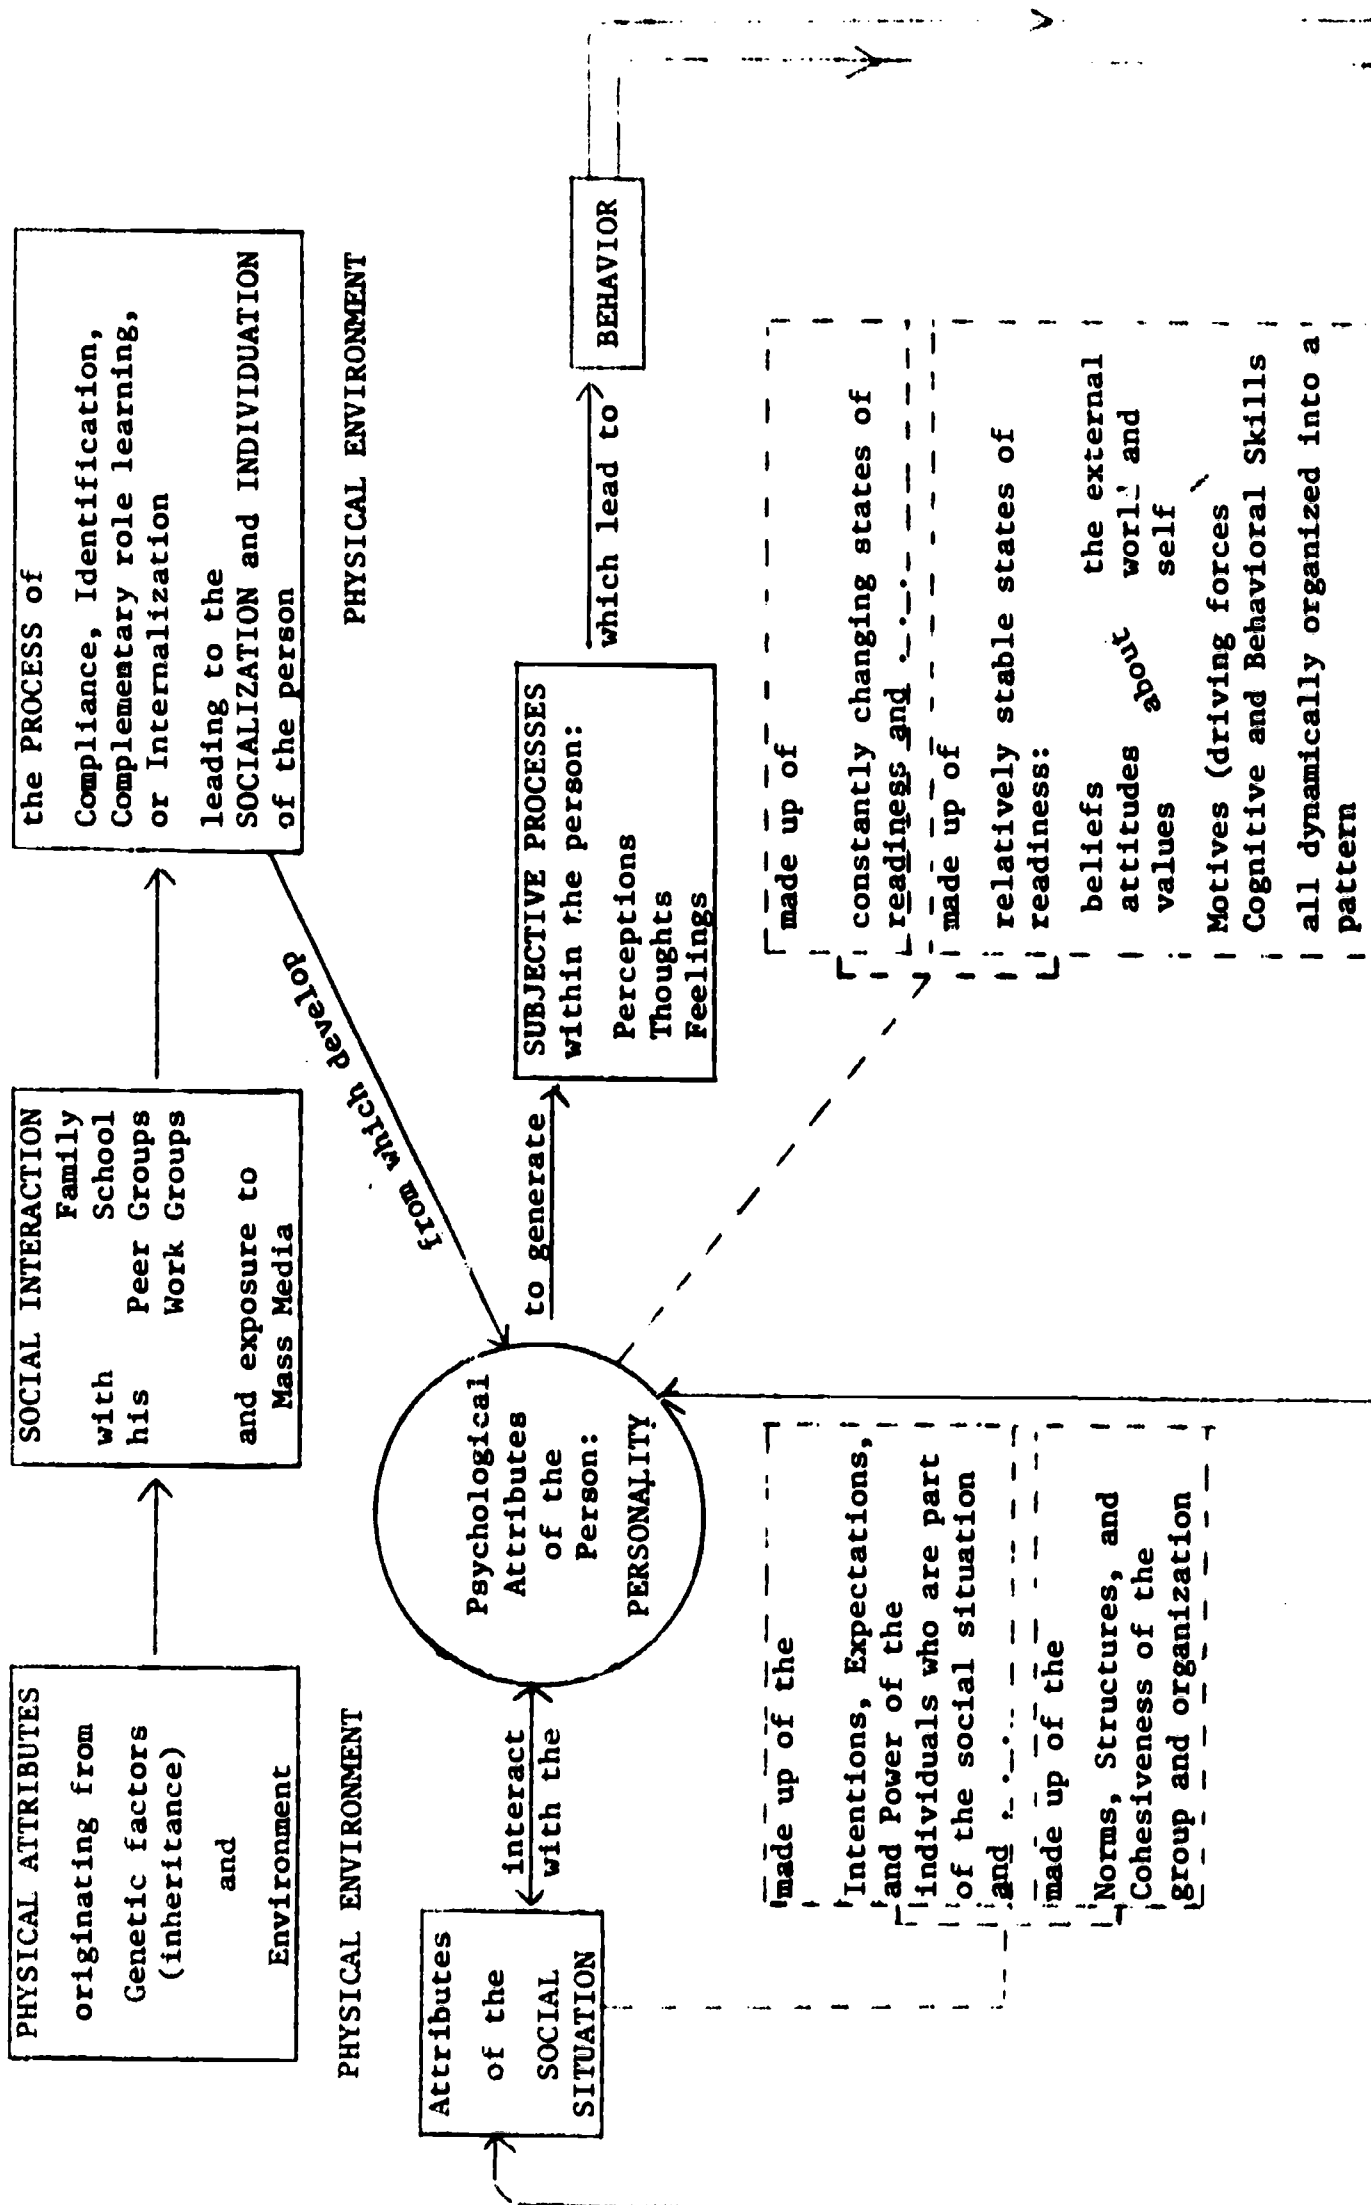 PHYSICAL ATTRIBUTES
originating from
Genetic factors
(inheritance)
and
Environment
SOCIAL INTERACTION
Family
with School
his Peer Groups
Work Groups
and exposure to
Mass Media
the PROCESS of
Compliance, Identification,
Complementary role learning,
or Internalization
leading to the
SOCIALIZATION and INDIVIDUATION
of the person
PHYSICAL ENVIRONMENT
PHYSICAL ENVIRONMENT
from which develop
Attributes
of the
SOCIAL
SITUATION
interact
with the
Psychological
Attributes
of the
Person:
PERSONALITY
to generate
SUBJECTIVE PROCESSES
within the person:
Perceptions
Thoughts
Feelings
which lead to
BEHAVIOR
made up of the
Intentions, Expectations,
and Power of the
individuals who are part
of the social situation
and . . .
made up of the
Norms, Structures, and
Cohesiveness of the
group and organization
made up of
constantly changing states of
readiness and . . .
made up of
relatively stable states of
readiness:
beliefs the external
attitudes about world and
values self
Motives (driving forces
Cognitive and Behavioral Skills
all dynamically organized into a
pattern